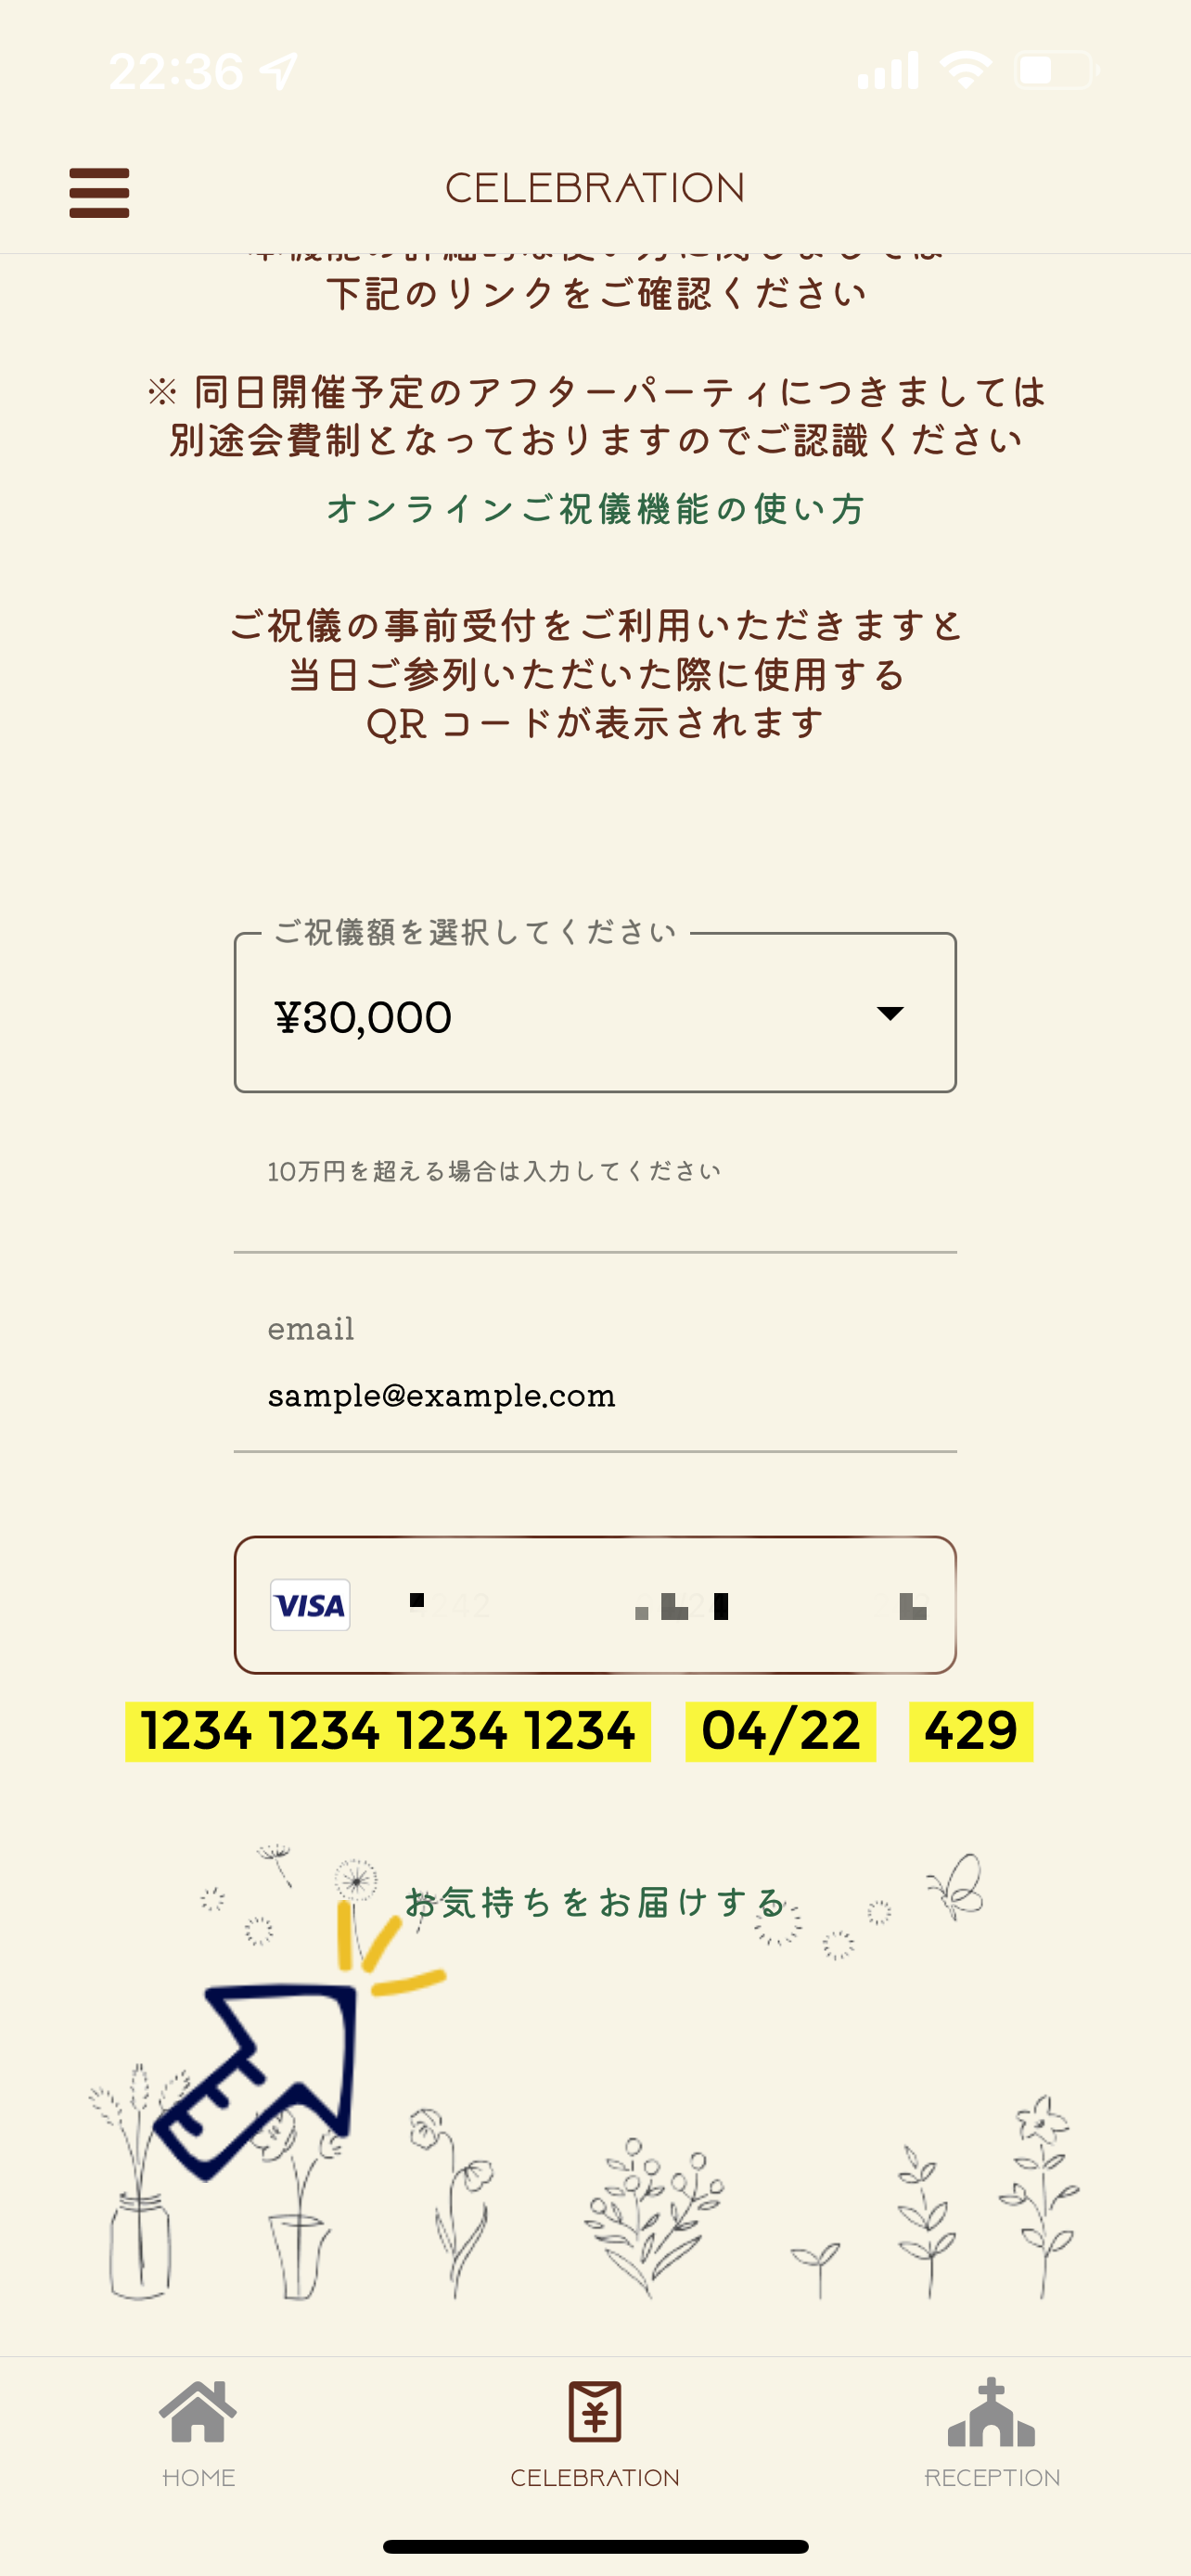 22:36
CELEBRATION
下記のリンクをご確認ください
※ 同日開催予定のアフターパーティにつきましては
別途会費制となっておりますのでご認識ください
オンラインご祝儀機能の使い方
ご祝儀の事前受付をご利用いただきますと
当日ご参列いただいた際に使用する
QR コードが表示されます
ご祝儀額を選択してください
¥30,000
10万円を超える場合は入力してください
email
sample@example.com
VISA
1234 1234 1234 1234 04/22 429
お気持ちをお届けする
HOME CELEBRATION RECEPTION